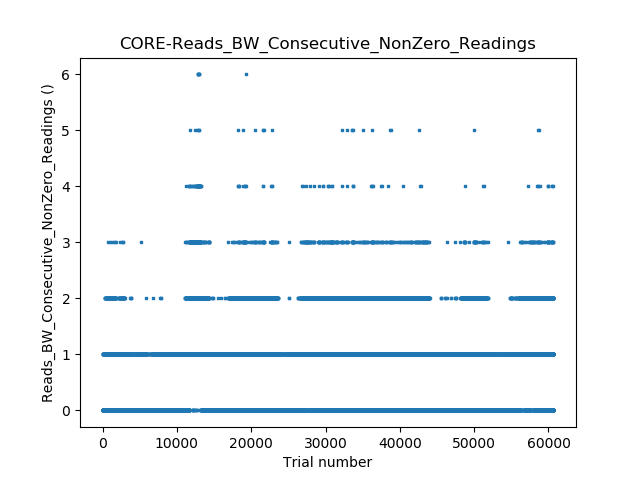 CORE-Reads_BW_Consecutive_NonZero_Readings
Reads_BW_Consecutive_NonZero_Readings ()
6
5
4
3
2
1
0
0 10000 20000 30000 40000 50000 60000
Trial number